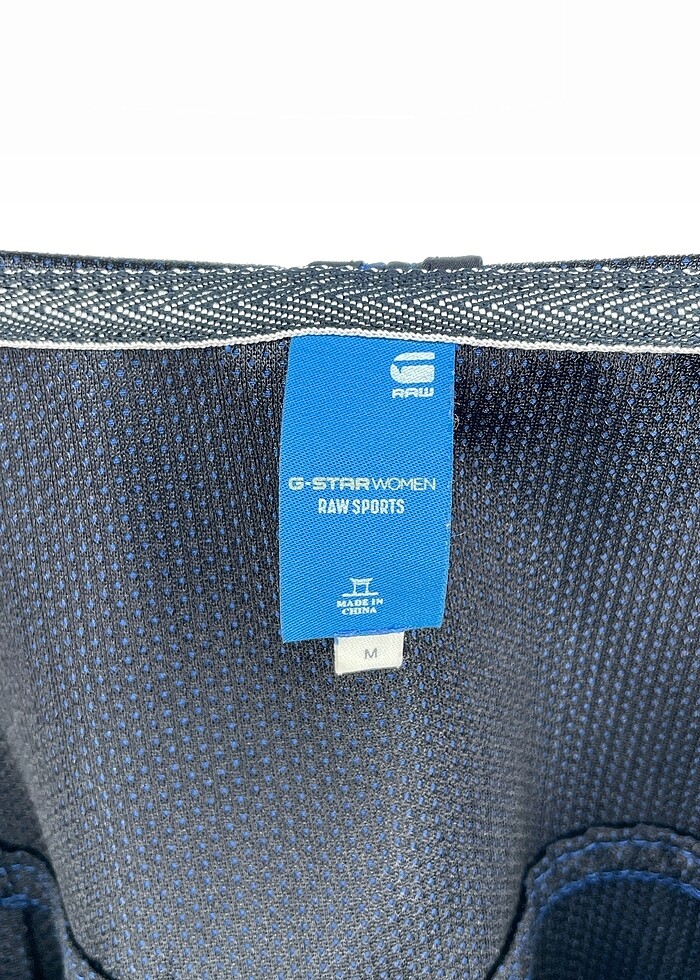 RAW
G-STAR WOMEN
RAW SPORTS
MADE IN
CHINA
M